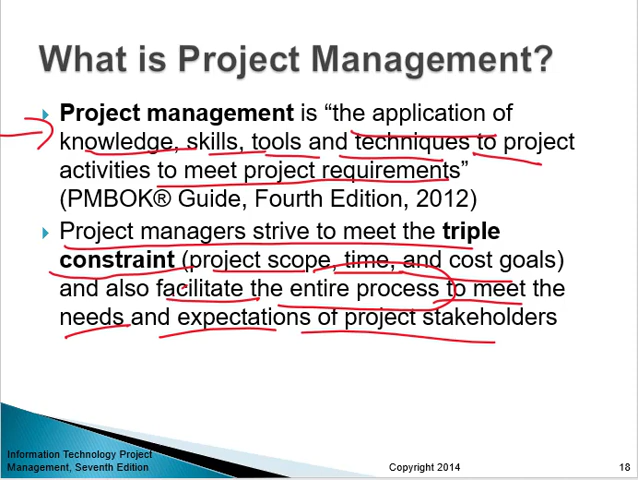 What is Project Management?
Project management is “the application of
knowledge, skills, tools and techniques to project
activities to meet project requirements”
(PMBOK® Guide, Fourth Edition, 2012)
Project managers strive to meet the triple
constraint (project scope, time, and cost goals)
and also facilitate the entire process to meet the
needs and expectations of project stakeholders
Information Technology Project
Management, Seventh Edition
Copyright 2014
18